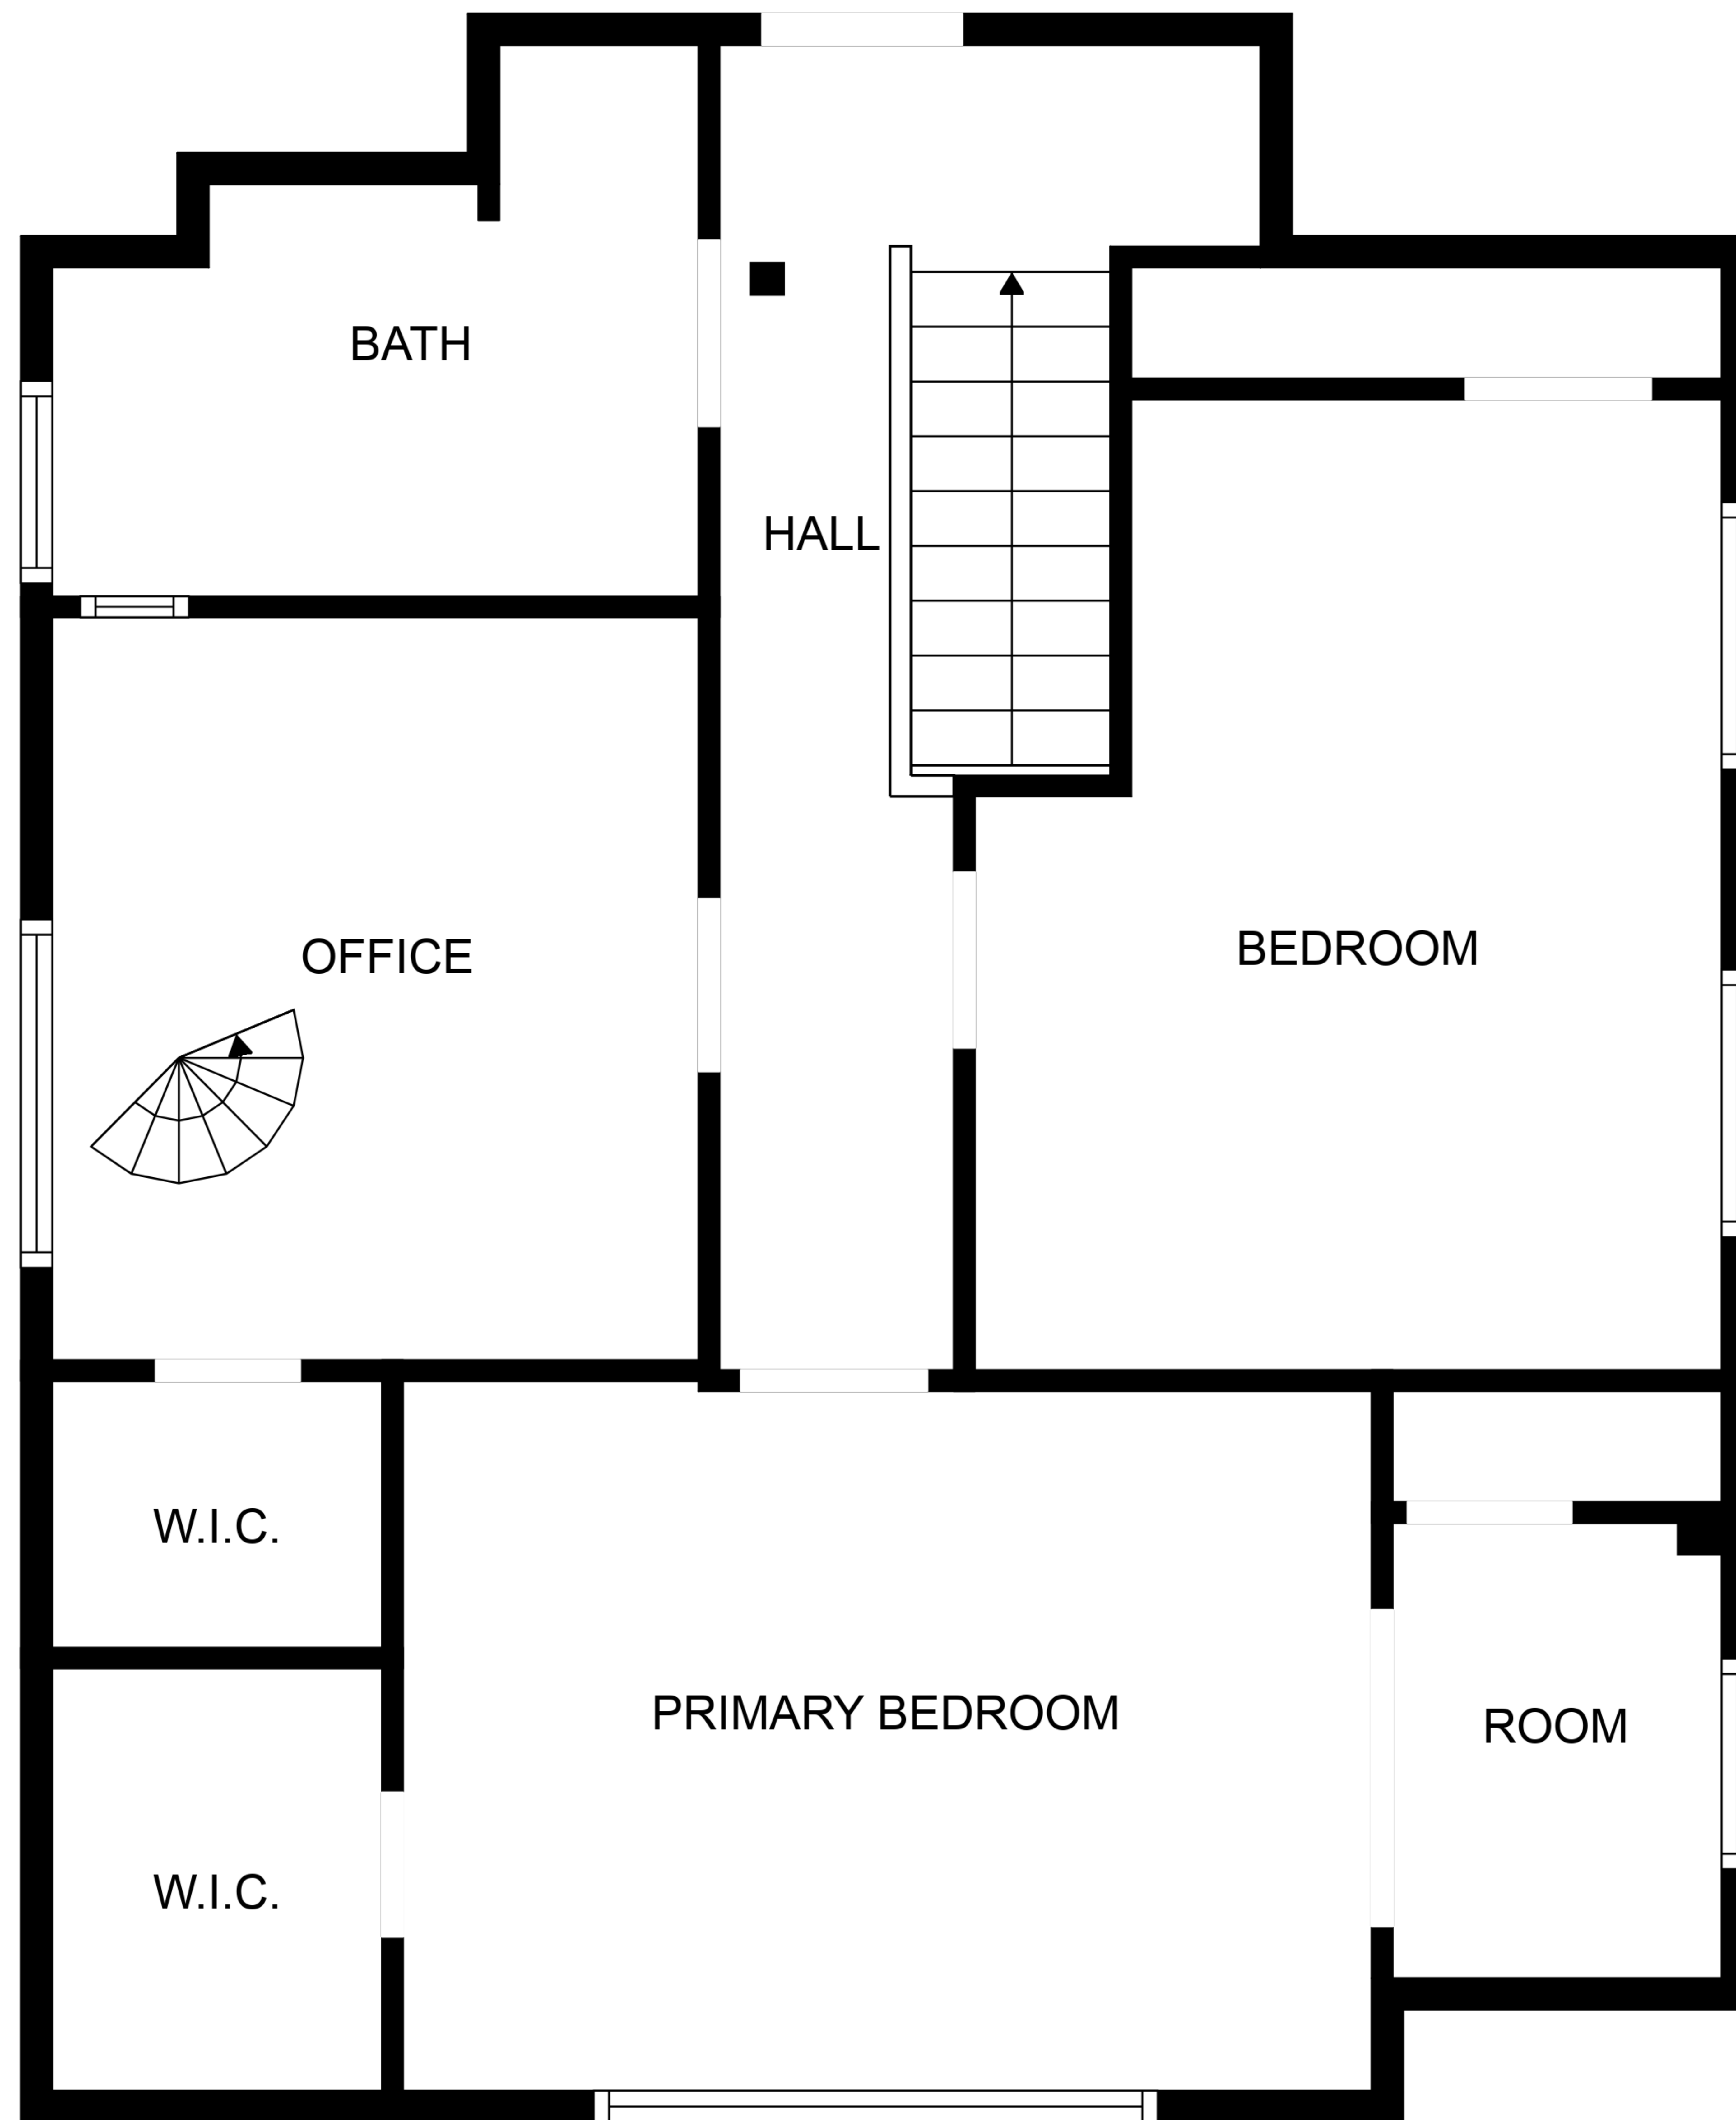 BATH
HALL
OFFICE
BEDROOM
W.I.C.
PRIMARY BEDROOM
ROOM
W.I.C.